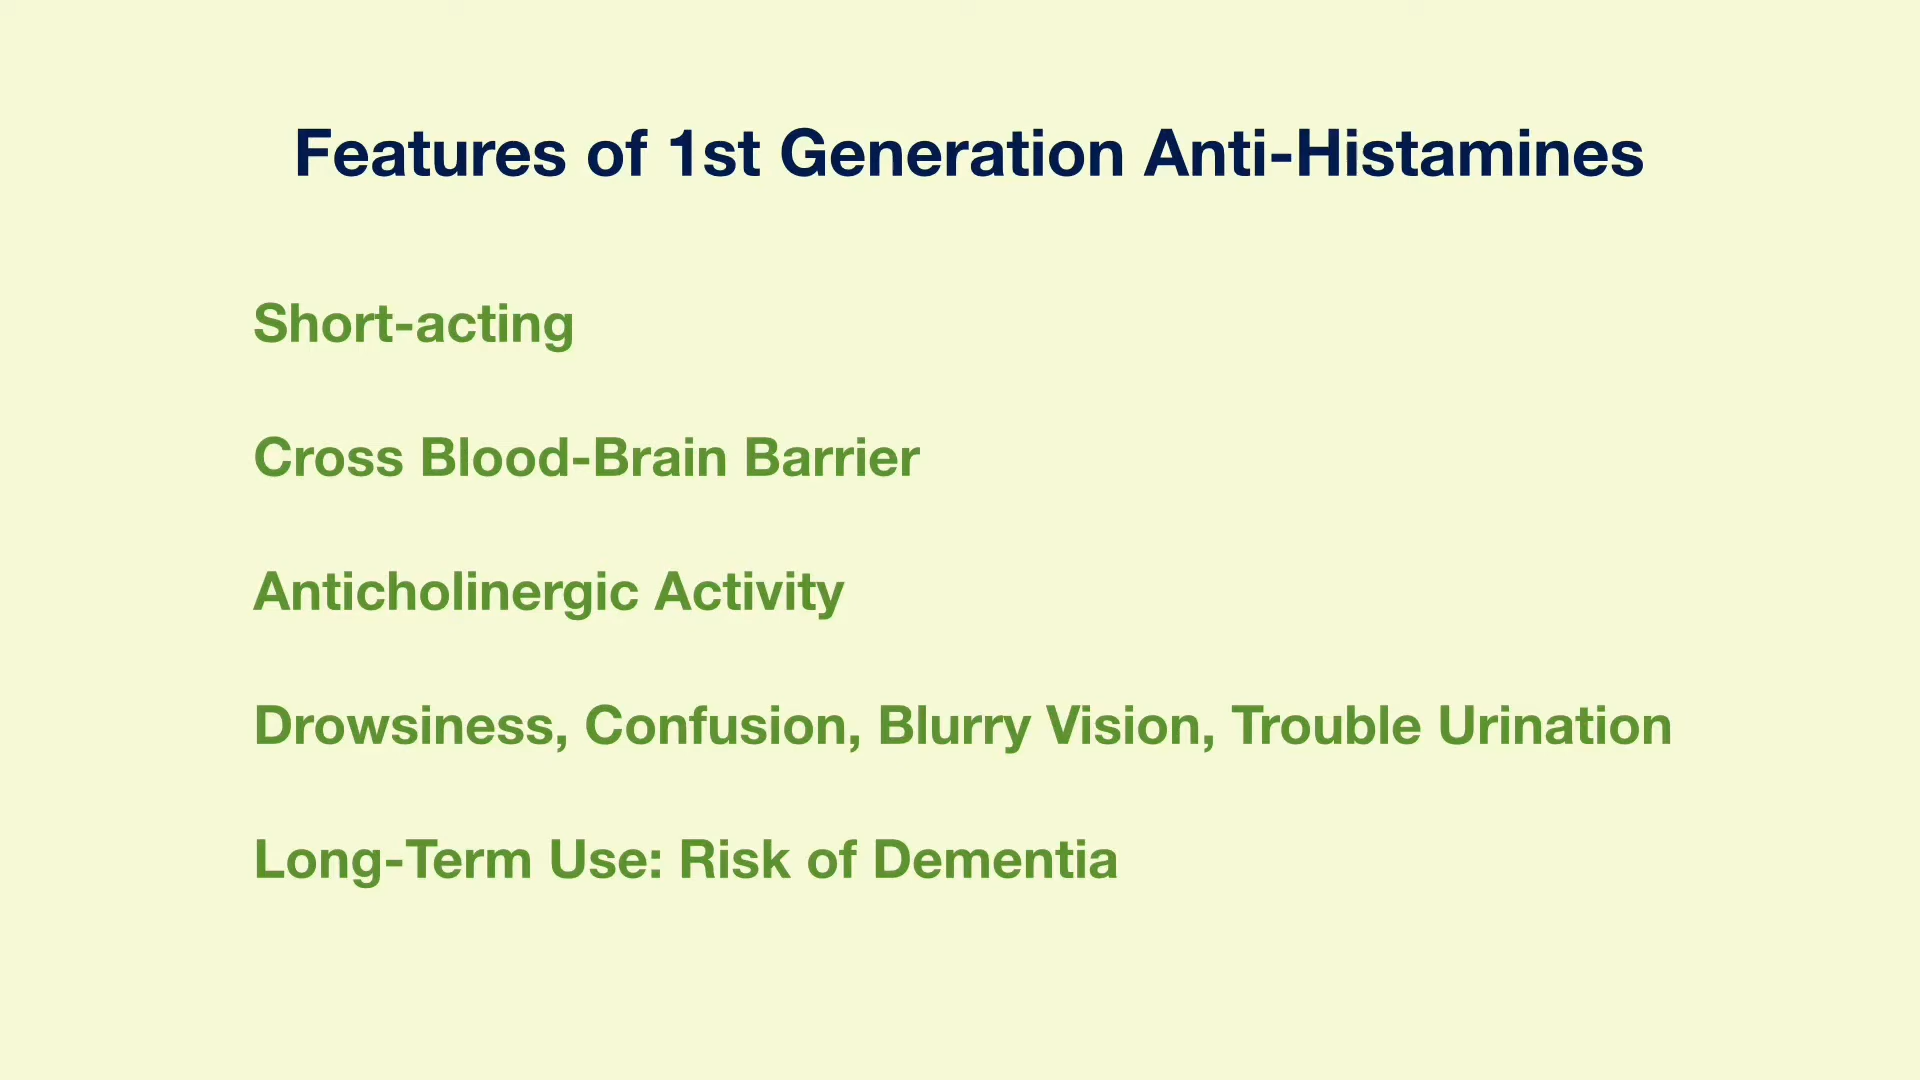 Features of 1st Generation Anti-Histamines
Short-acting
Cross Blood-Brain Barrier
Anticholinergic Activity
Drowsiness, Confusion, Blurry Vision, Trouble Urination
Long-Term Use: Risk of Dementia